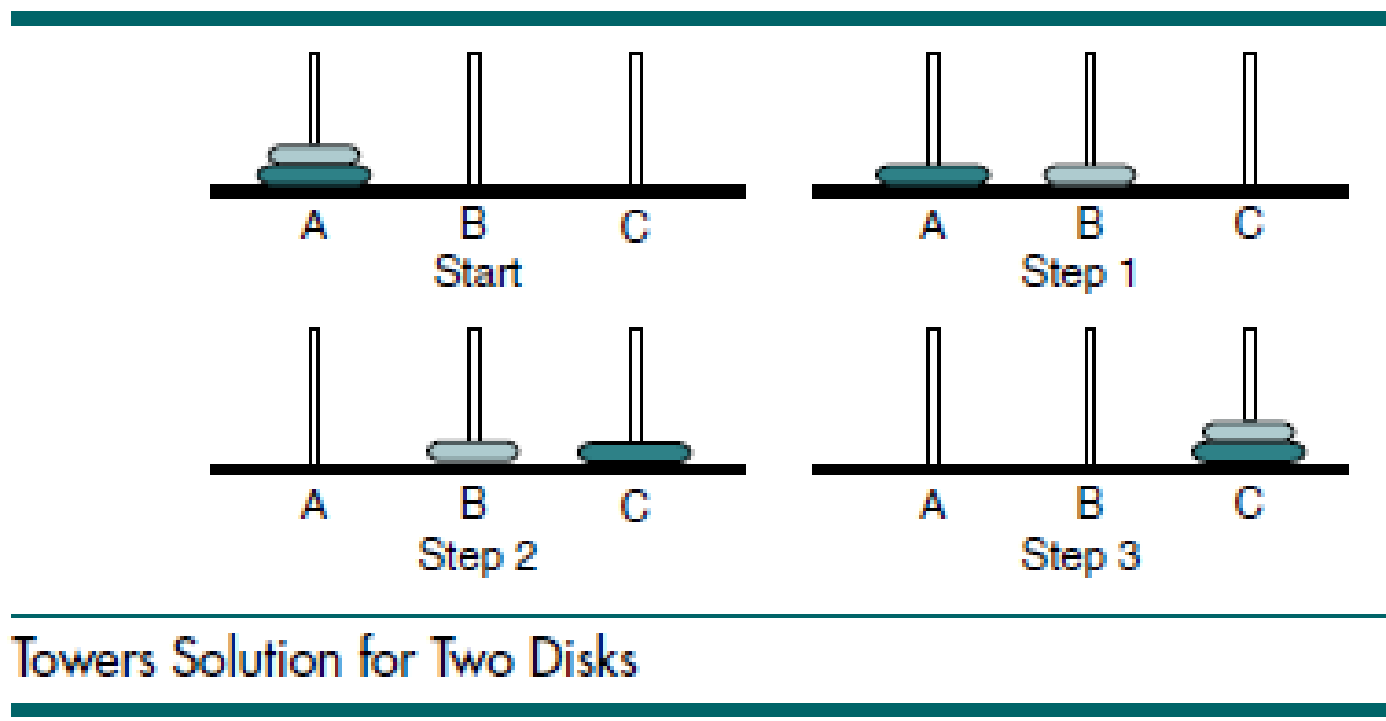 A B C A B C
Start Step 1
A B C A B C
Step 2 Step 3
Towers Solution for Two Disks